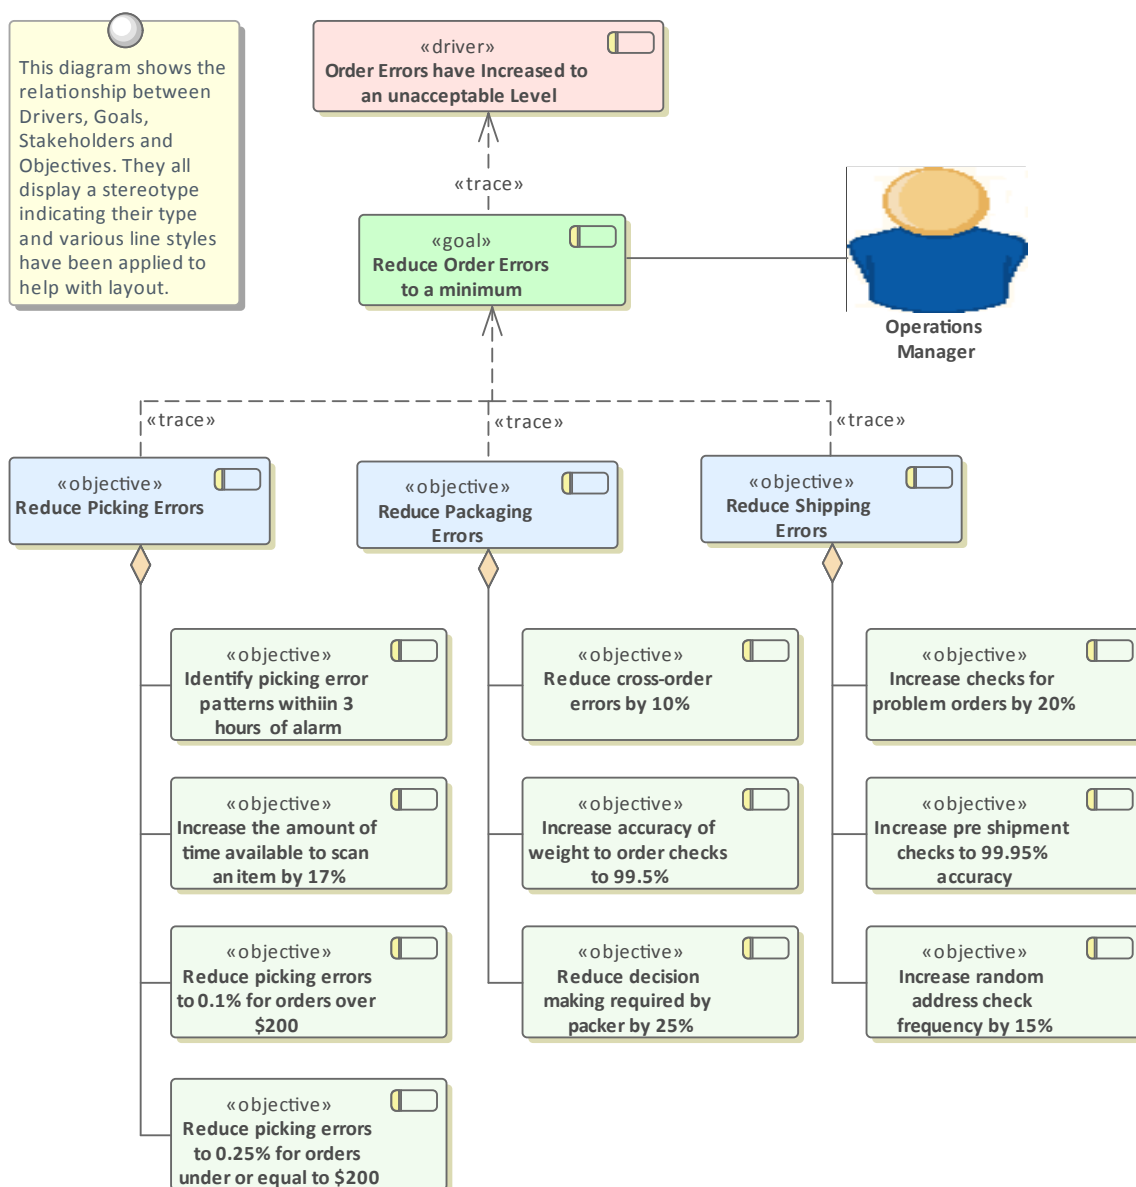 This diagram shows the
relationship between
Drivers, Goals,
Stakeholders and
Objectives. They all
display a stereotype
indicating their type
and various line styles
have been applied to
help with layout.
«driver»
Order Errors have Increased to
an unacceptable Level
«trace»
«goal»
Reduce Order Errors
to a minimum
Operations
Manager
«trace»
«trace»
«trace»
«objective»
Reduce Picking Errors
«objective»
Reduce Packaging
Errors
«objective»
Reduce Shipping
Errors
«objective»
Identify picking error
patterns withiin 3
hours of alarm
«objective»
Reduce cross-order
errors by 10%
«objective»
Increase checks for
problem orders by 20%
«objective»
Increase the amount of
time available to scan
an item by 17%
«objective»
Increase accuracy of
weight to order checks
to 99.5%
«objective»
Increase pre shipment
checks to 99.95%
accuracy
«objective»
Reduce picking errors
to 0.1% for orders over
$200
«objective»
Reduce decision
making required by
packer by 25%
«objective»
Increase random
address check
frequency by 15%
«objective»
Reduce picking errors
to 0.25% for orders
under or equal to $200